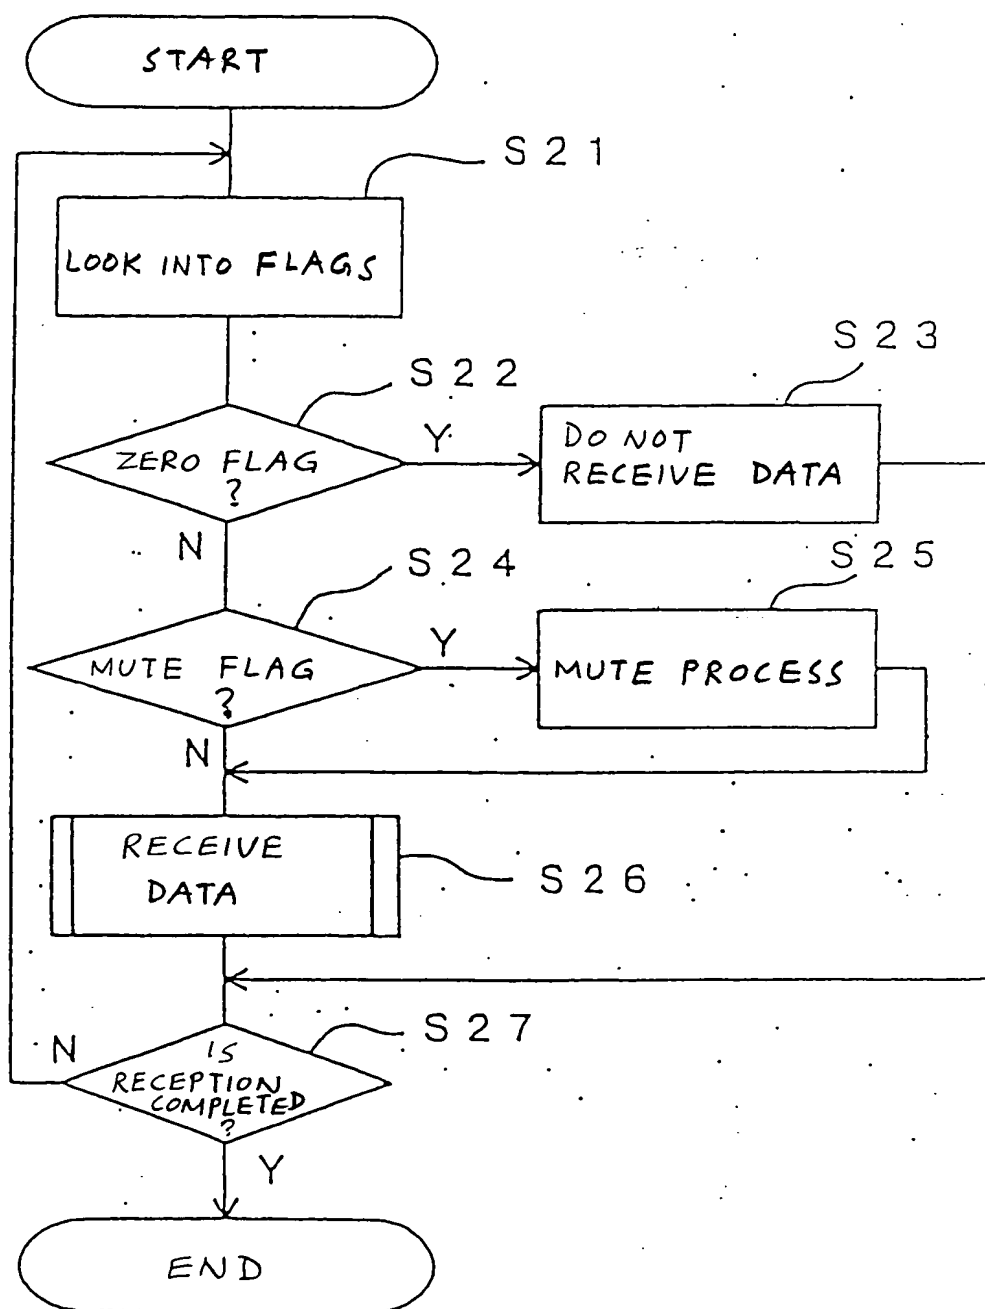 START
S21
LOOK INTO FLAGS
S22
S23
ZERO FLAG
?
Y
DO NOT
RECEIVE DATA
N
S24
S25
MUTE FLAG
?
Y
MUTE PROCESS
N
RECEIVE
DATA
S26
S27
N
IS
RECEPTION
COMPLETED
?
Y
END